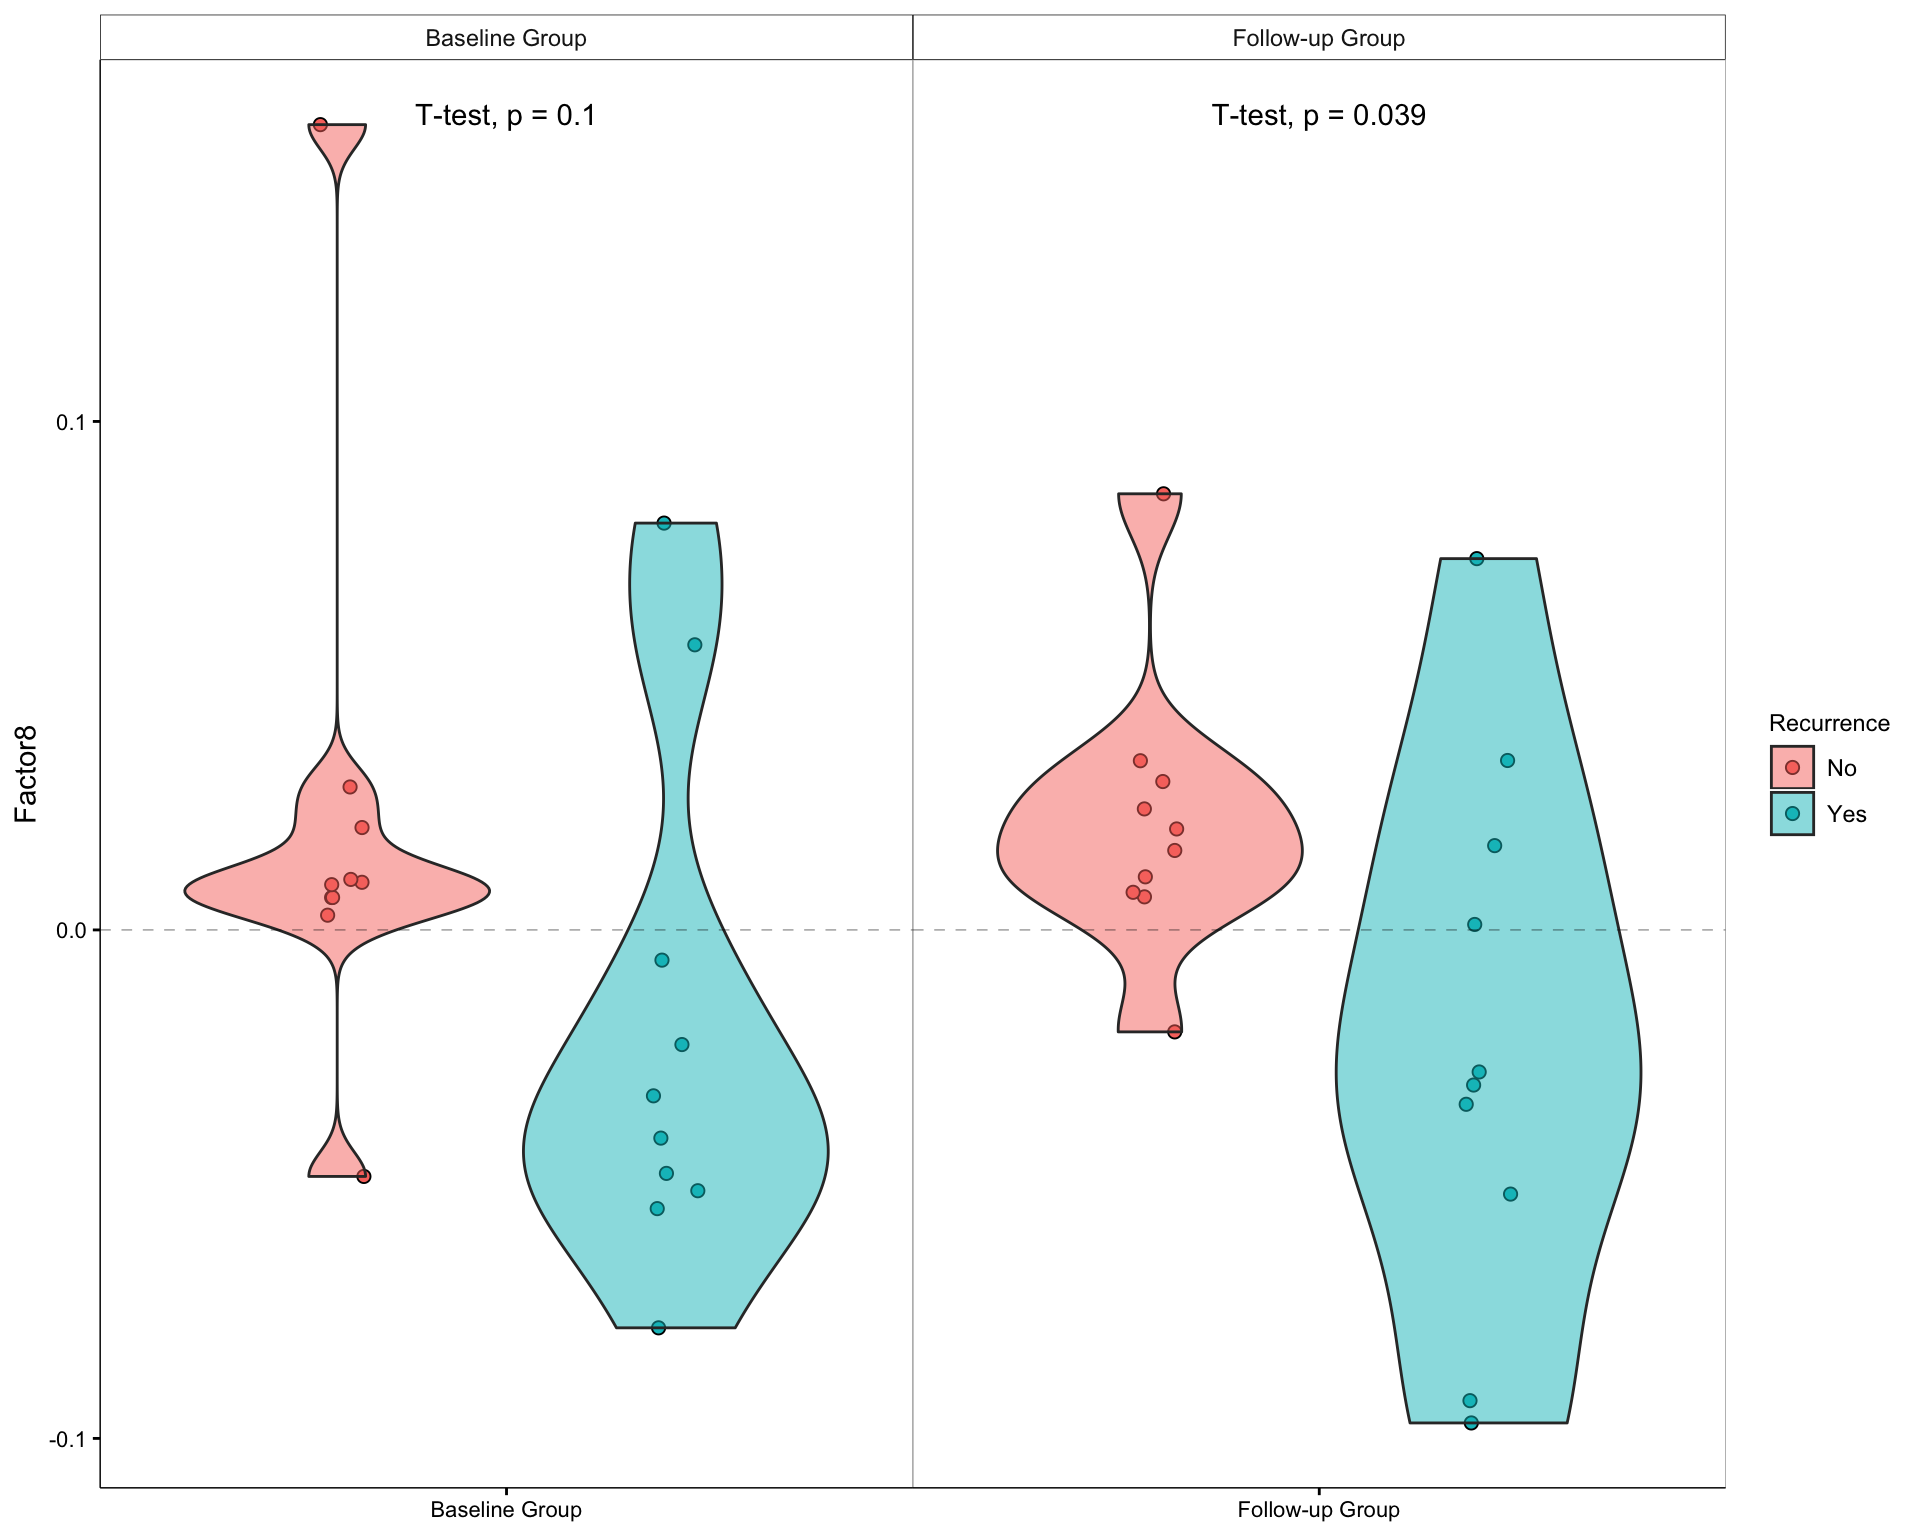 Baseline Group
Follow-up Group
T-test, p = 0.1
T-test, p = 0.039
Factor8
0.1
0.0
-0.1
Baseline Group
Follow-up Group
Recurrence
No
Yes